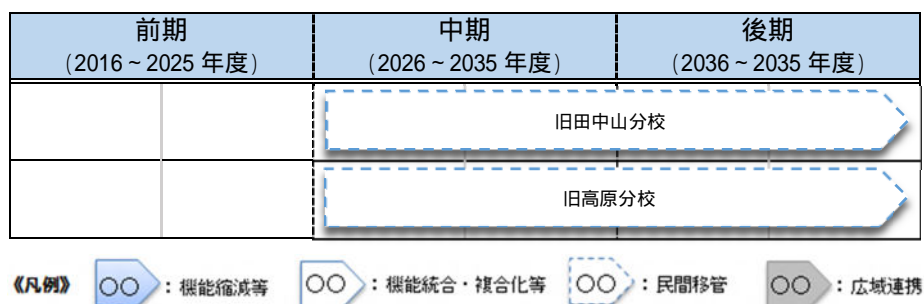 前期 中期 後期
(2016～2025 年度) (2026～2035 年度) (2036～2035 年度)
旧田中山分校
旧高原分校
《凡例》 ○○ ：機能縮減等 ○○ ：機能統合・複合化等 ○○ ：民間移管 ○○ ：広域連携